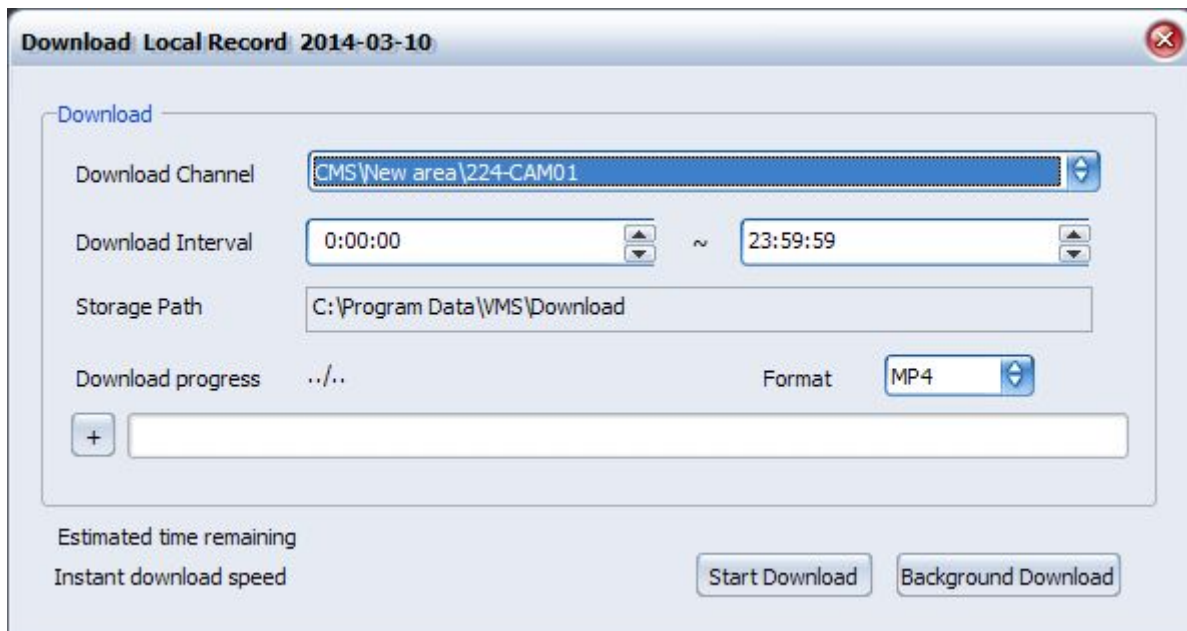 Download Local Record 2014-03-10
Download
Download Channel CMS\New area\224-CAM01
Download Interval 0:00:00 ~ 23:59:59
Storage Path C:\Program Data\VMS\Download
Download progress ../.. Format MP4
+
Estimated time remaining
Instant download speed Start Download Background Download